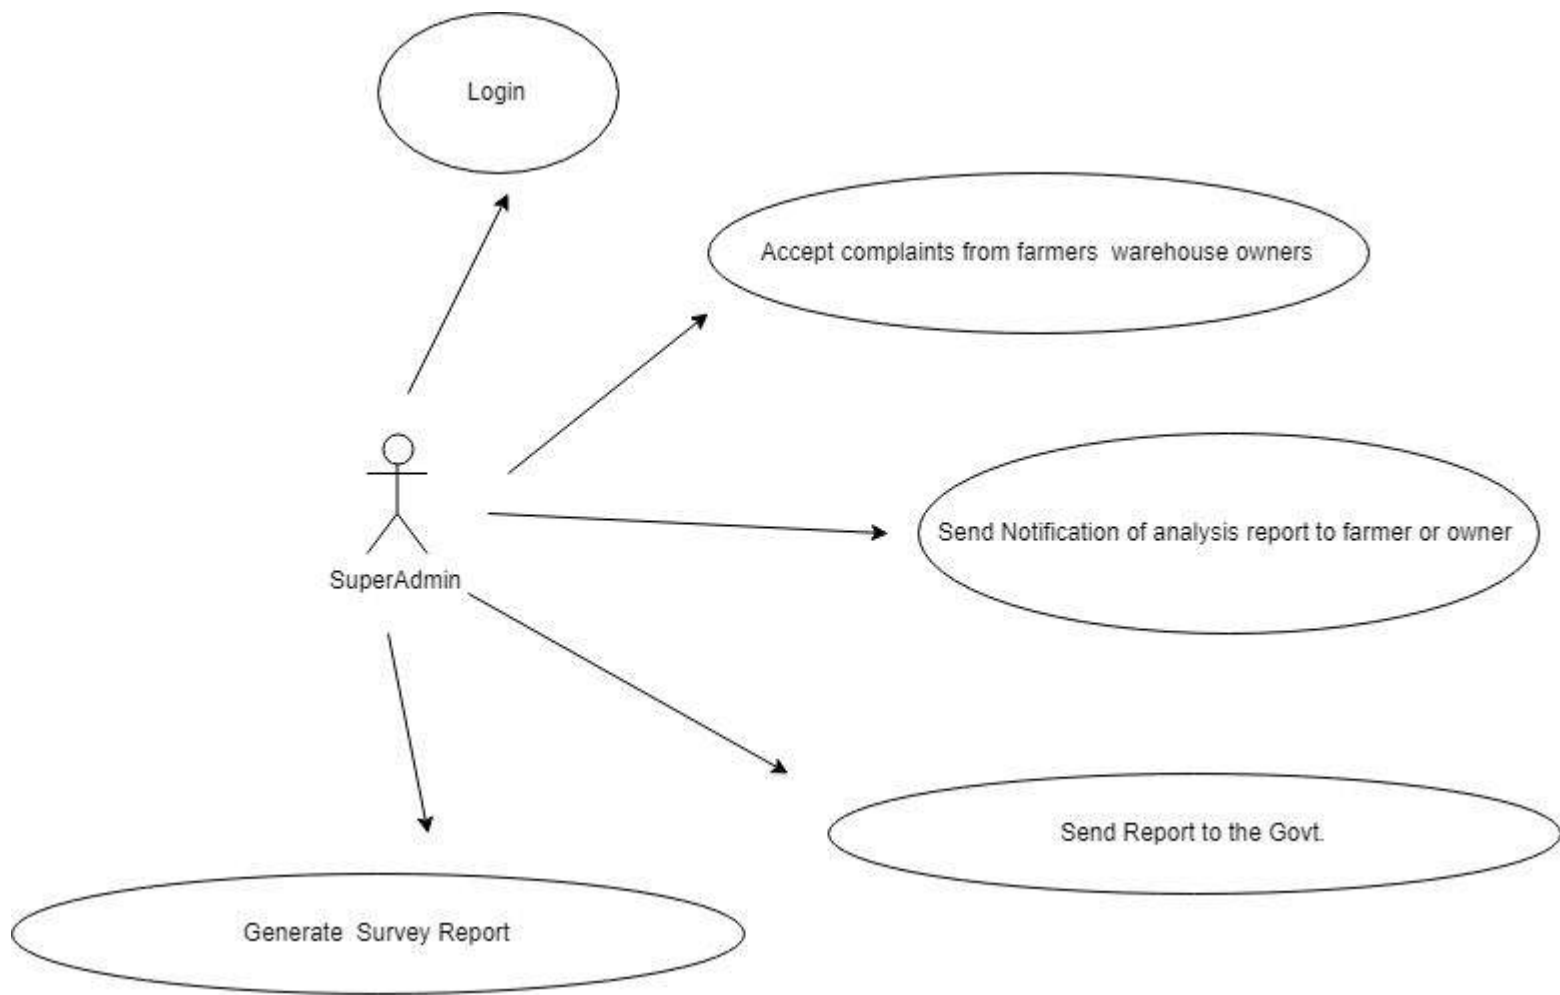 Login
Accept complaints from farmers  warehouse owners
Send Notification of analysis report to farmer or owner
SuperAdmin
Send Report to the Govt.
Generate  Survey Report